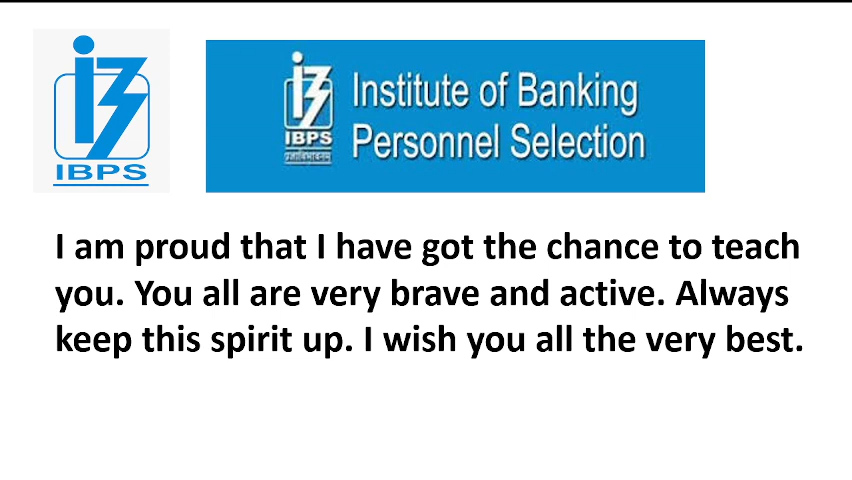 IBPS
Institute of Banking
Personnel Selection
IBPS
I am proud that I have got the chance to teach
you. You all are very brave and active. Always
keep this spirit up. I wish you all the very best.